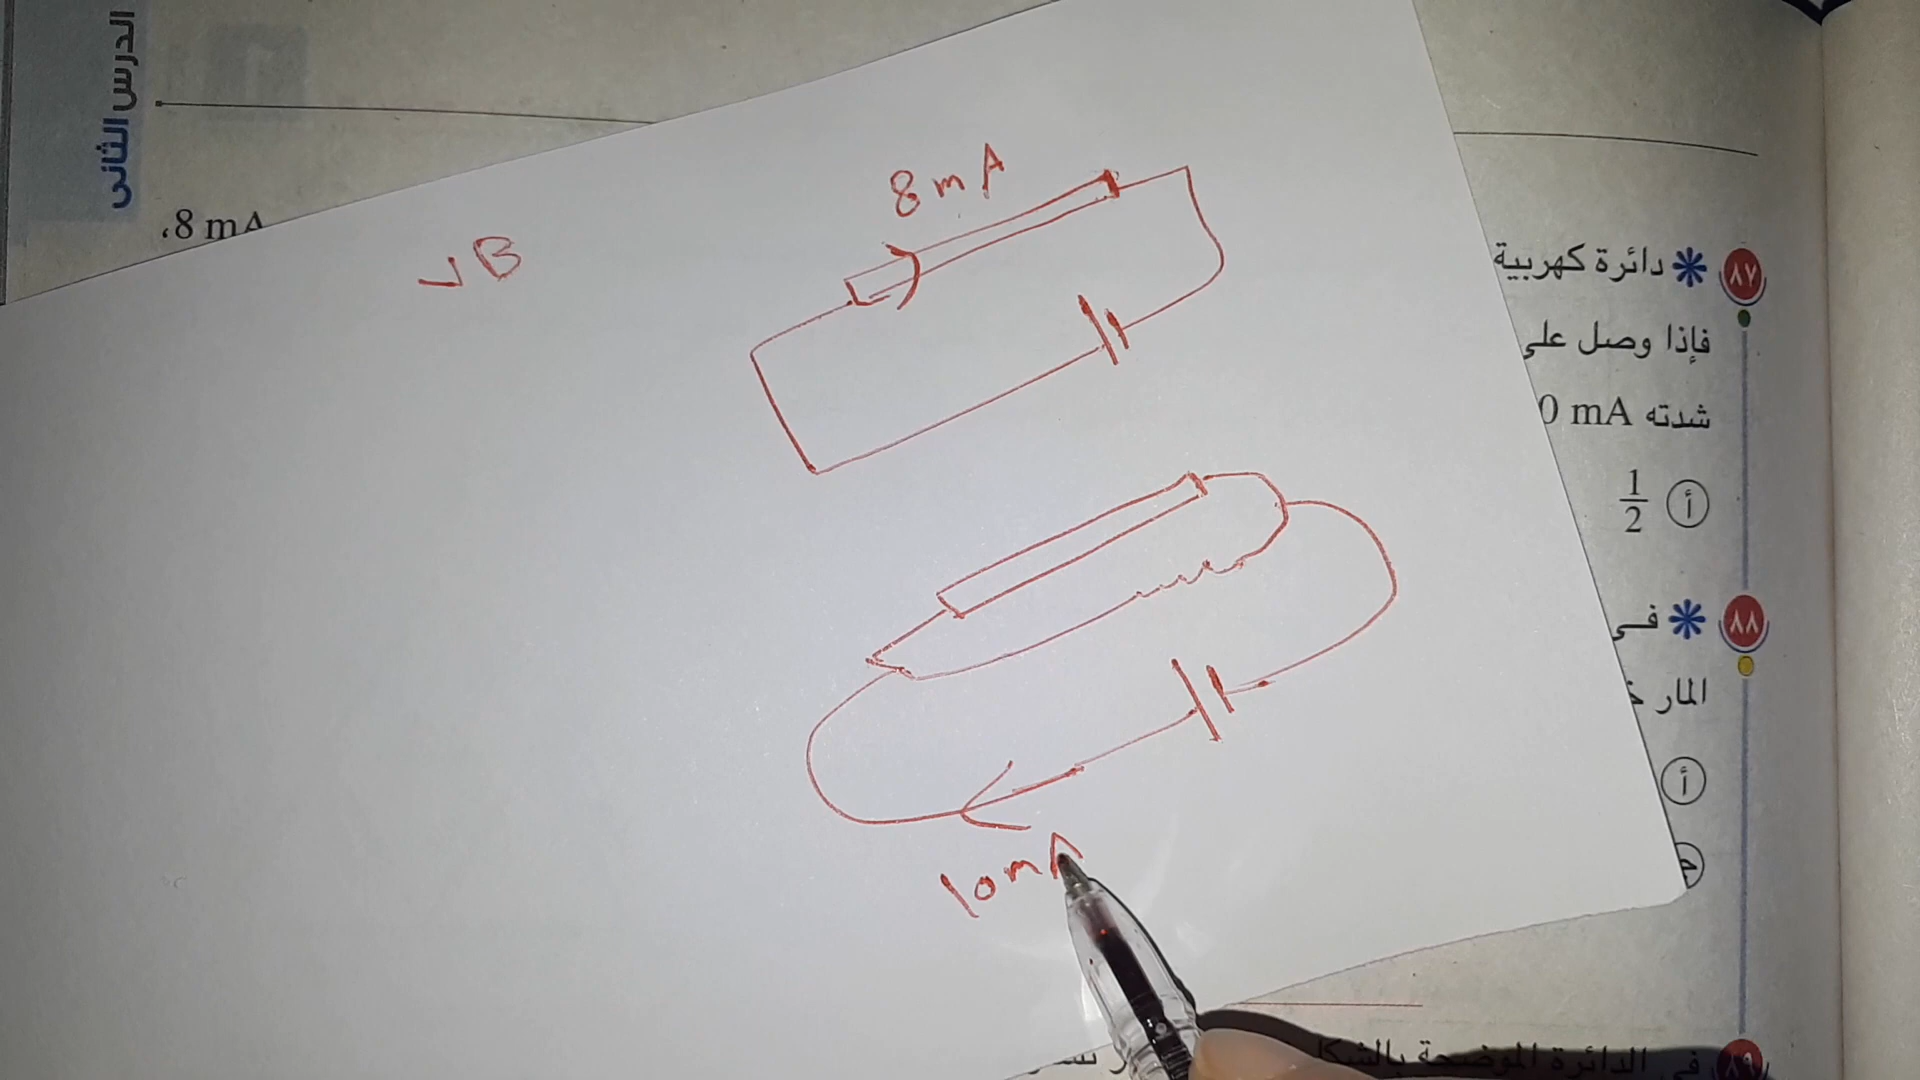 الدرس الثانى
8 mA،
٨٧ دائرة كهربية
فإذا وصل على
شدته 0 mA
أ 1/2
٨٨ فى
المار
أ
ج
٨٩ فى الدائرة الموضحة بالشكل
8 mA
B
10 mA